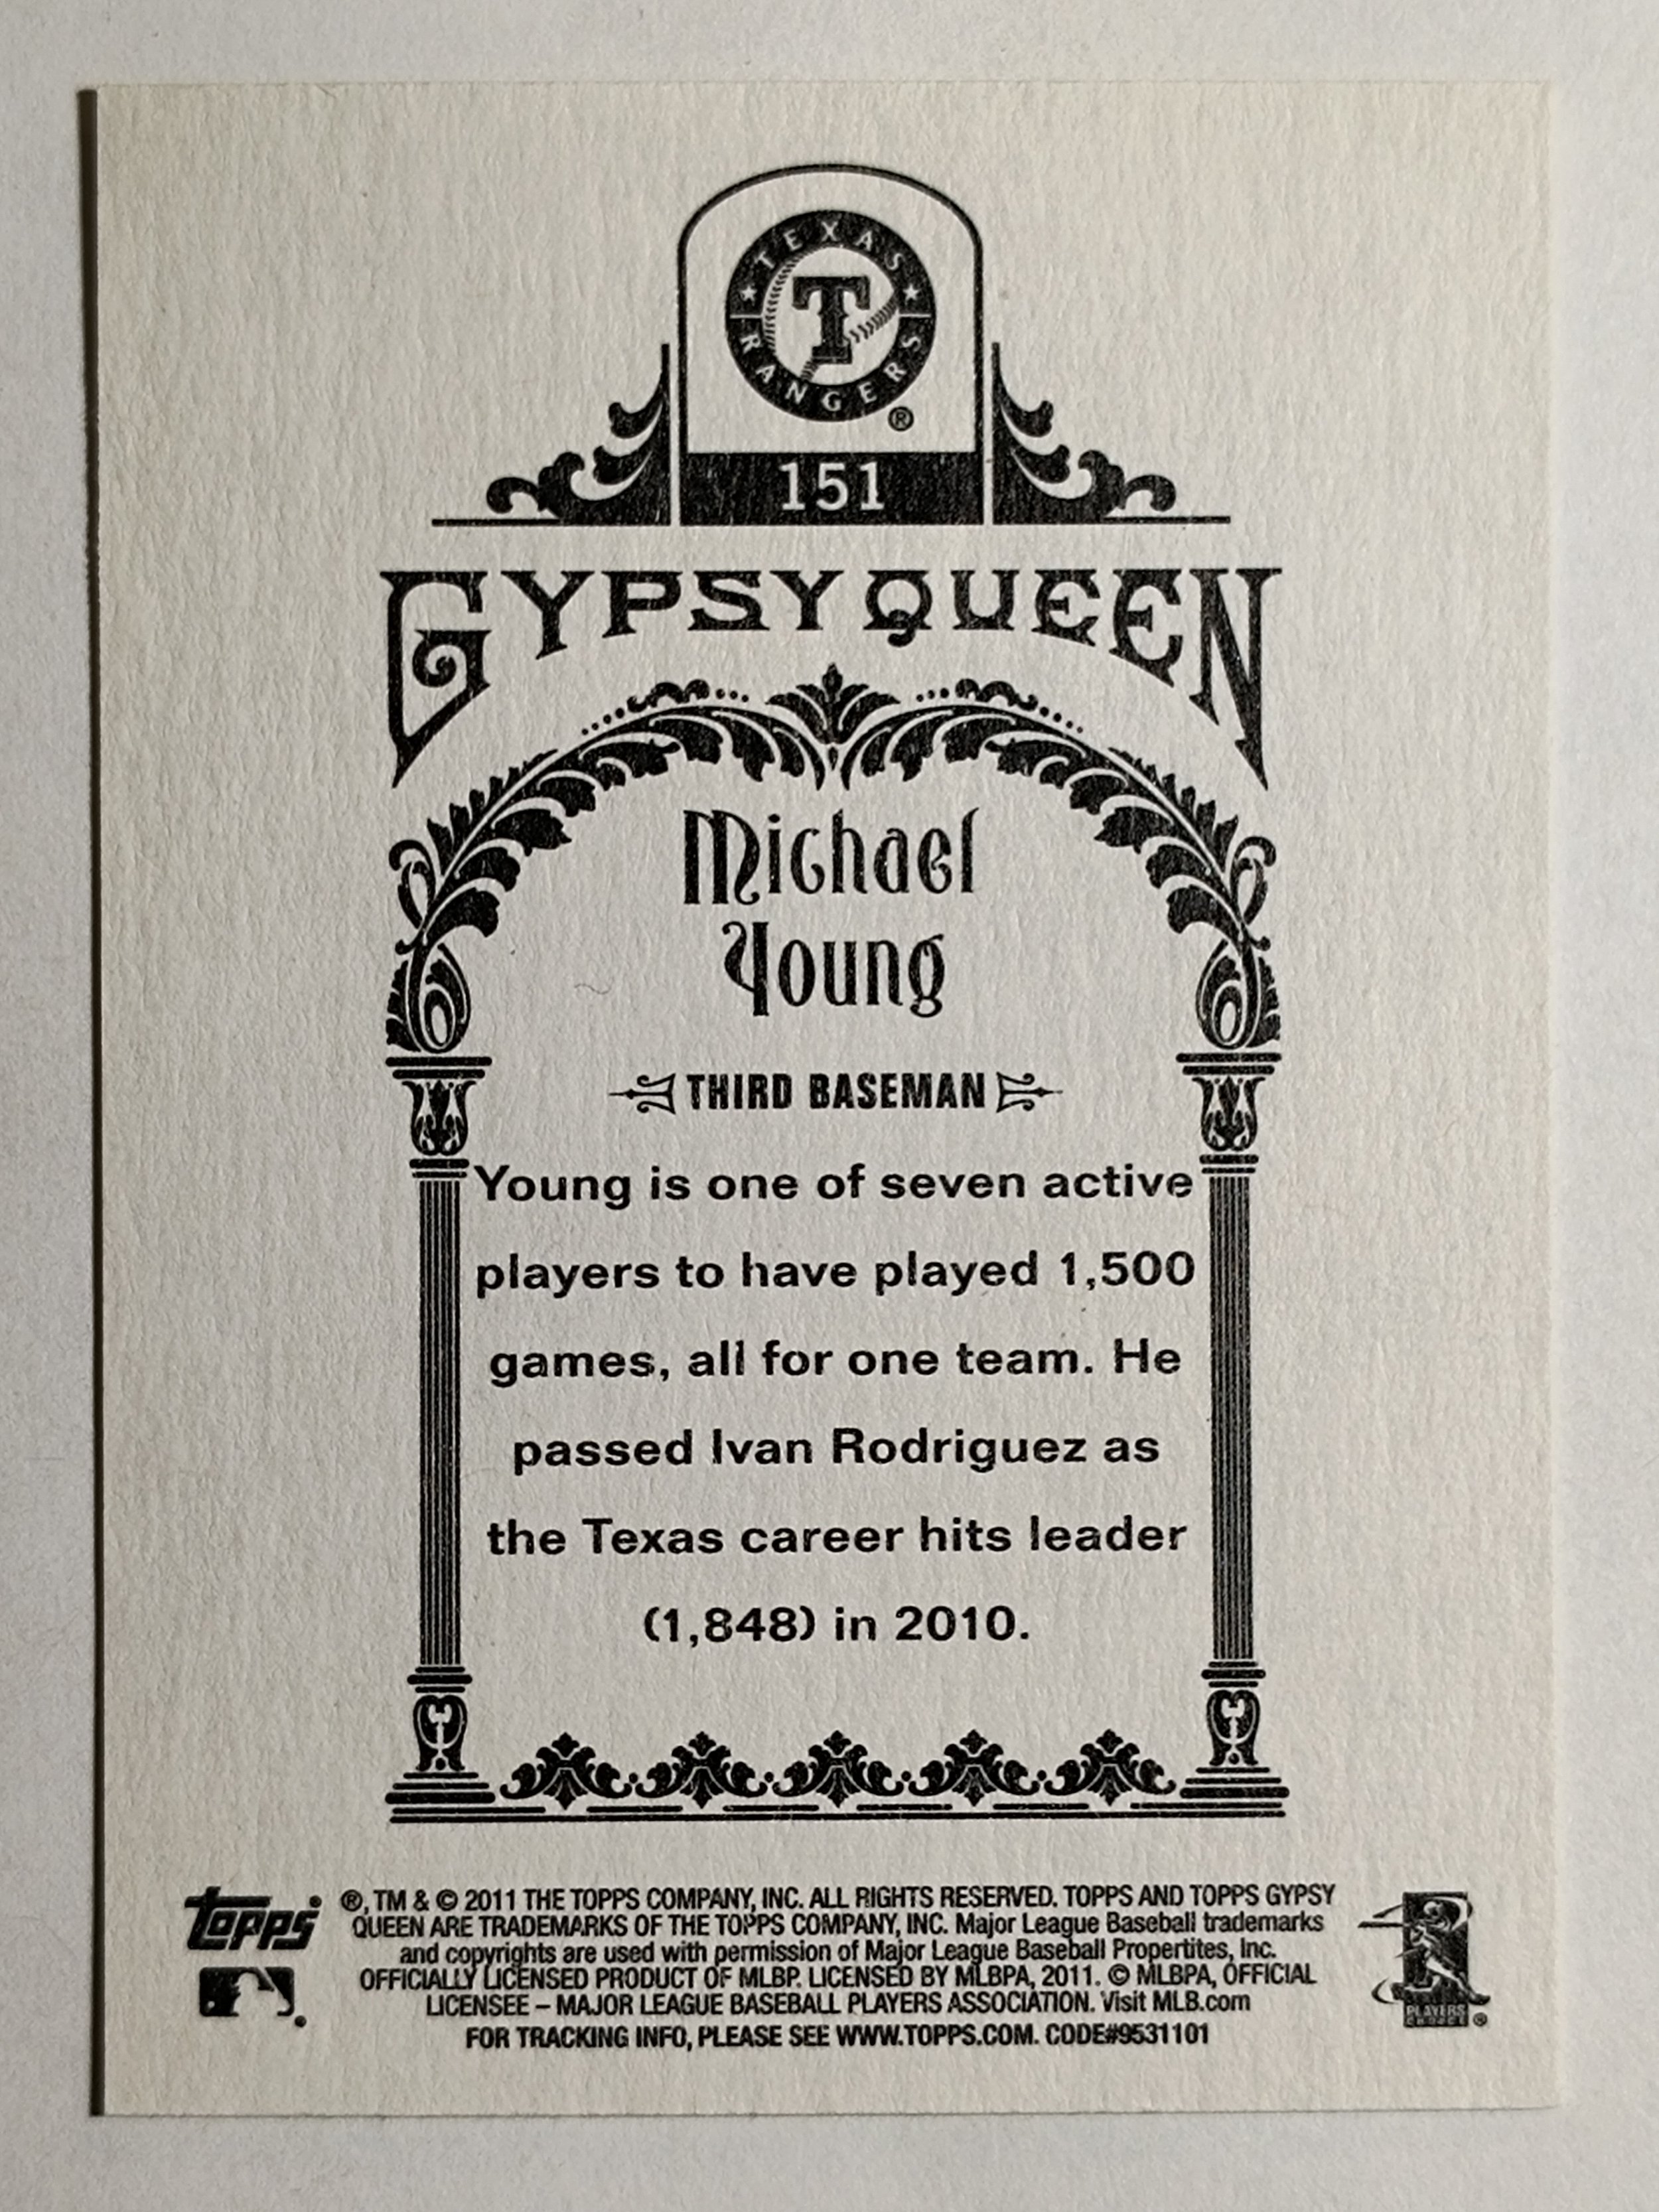 TEXAS
RANGERS
T
®
151
GYPSY QUEEN
Michael
Young
THIRD BASEMAN
Young is one of seven active
players to have played 1,500
games, all for one team. He
passed Ivan Rodriguez as
the Texas career hits leader
(1,848) in 2010.
topps
®, TM & © 2011 THE TOPPS COMPANY, INC. ALL RIGHTS RESERVED. TOPPS AND TOPPS GYPSY
QUEEN ARE TRADEMARKS OF THE TOPPS COMPANY, INC. Major League Baseball trademarks
and copyrights are used with permission of Major League Baseball Propertites, Inc.
OFFICIALLY LICENSED PRODUCT OF MLBP. LICENSED BY MLBPA, 2011. © MLBPA, OFFICIAL
LICENSEE – MAJOR LEAGUE BASEBALL PLAYERS ASSOCIATION. Visit MLB.com
FOR TRACKING INFO, PLEASE SEE WWW.TOPPS.COM. CODE#9531101
PLAYERS
CHOICE ®